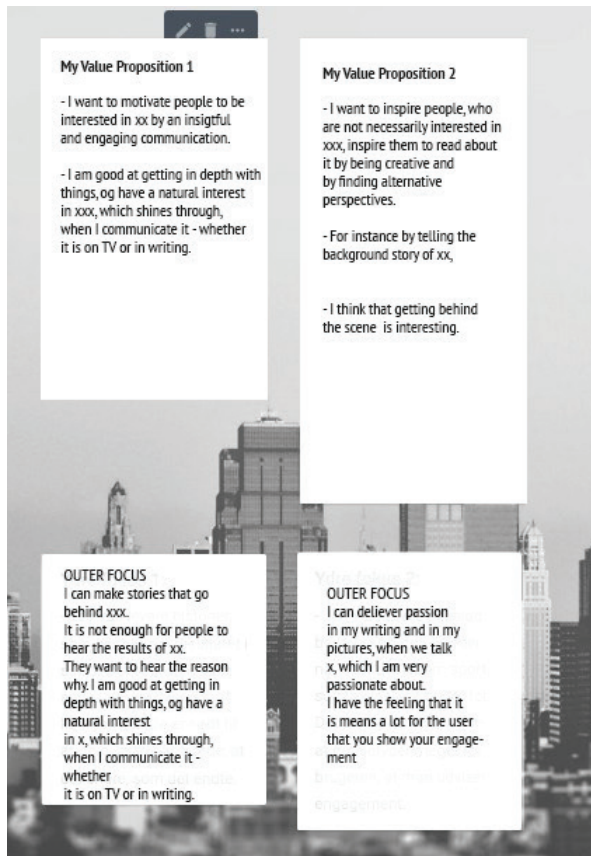 My Value Proposition 1
- I want to motivate people to be
interested in xx by an insigtful
and engaging communication.
- I am good at getting in depth with
things, og have a natural interest
in xxx, which shines through,
when I communicate it - whether
it is on TV or in writing.
My Value Proposition 2
- I want to inspire people, who
are not necessarily interested in
xxx, inspire them to read about
it by being creative and
by finding alternative
perspectives.
- For instance by telling the
background story of xx,
- I think that getting behind
the scene is interesting.
OUTER FOCUS
I can make stories that go
behind xxx.
It is not enough for people to
hear the results of xx.
They want to hear the reason
why. I am good at getting in
depth with things, og have a
natural interest
in x, which shines through,
when I communicate it -
whether
it is on TV or in writing.
OUTER FOCUS
I can deliever passion
in my writing and in my
pictures, when we talk
x, which I am very
passionate about.
I have the feeling that it
is means a lot for the user
that you show your engage-
ment